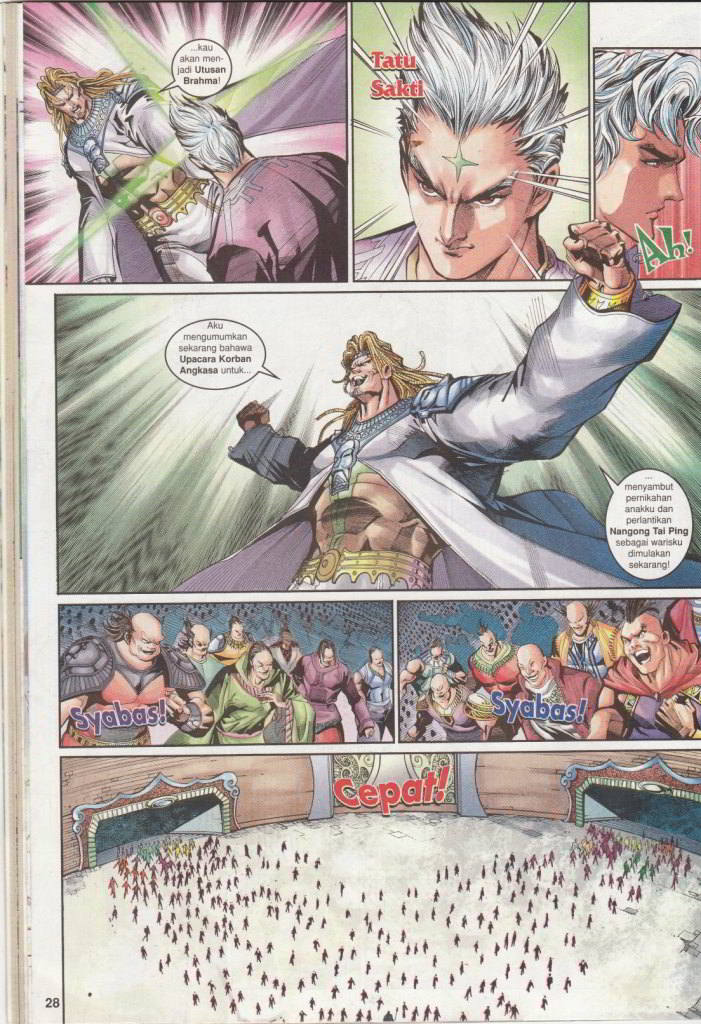 ...kau
akan men-
jadi Utusan
Brahma!
Tatu
Sakti
Ah!
Aku
mengumumkan
sekarang bahawa
Upacara Korban
Angkasa untuk...
...
menyambut
pernikahan
anakku dan
perlantikan
Nangong Tai Ping
sebagai warisku
dimulakan
sekarang!
Syabas!
Syabas!
Cepat!
28